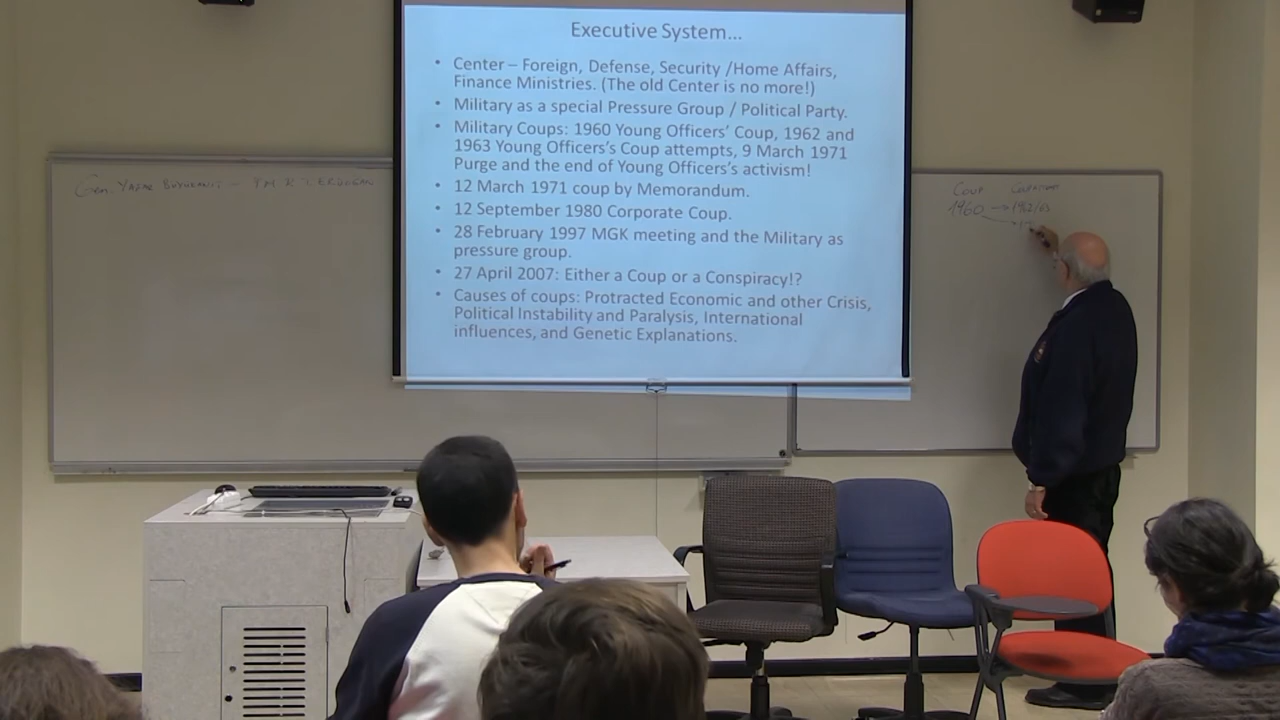 Executive System...
• Center – Foreign, Defense, Security /Home Affairs,
Finance Ministries. (The old Center is no more!)
• Military as a special Pressure Group / Political Party.
• Military Coups: 1960 Young Officers' Coup, 1962 and
1963 Young Officers's Coup attempts, 9 March 1971
Purge and the end of Young Officers's activism!
• 12 March 1971 coup by Memorandum.
• 12 September 1980 Corporate Coup.
• 28 February 1997 MGK meeting and the Military as
pressure group.
• 27 April 2007: Either a Coup or a Conspiracy!?
• Causes of coups: Protracted Economic and other Crisis,
Political Instability and Paralysis, International
influences, and Genetic Explanations.
Gen. YAŞAR BÜYÜKANIT – ERDOGAN
Coup
1960 → 1962/63